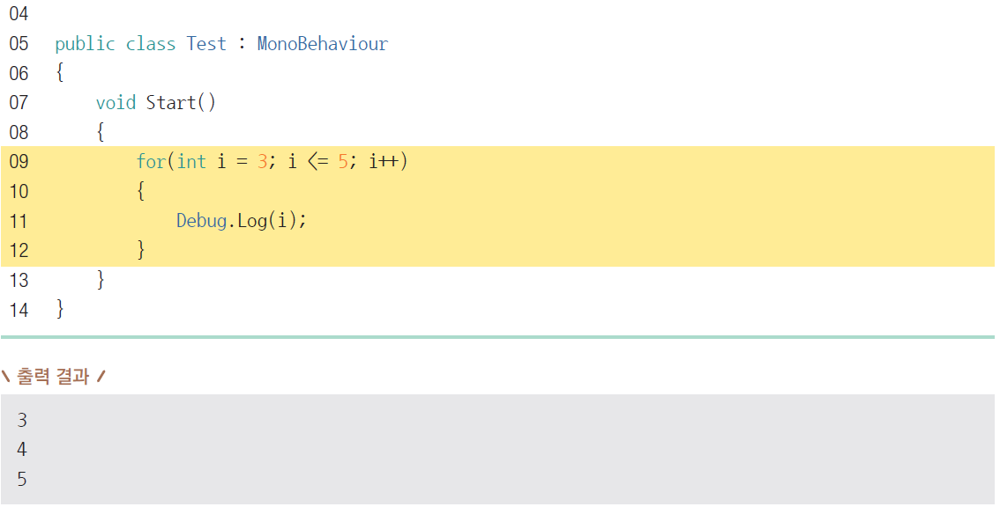 04
05 public class Test : MonoBehaviour
06 {
07     void Start()
08     {
09         for(int i = 3; i <= 5; i++)
10         {
11             Debug.Log(i);
12         }
13     }
14 }
\ 출력 결과 /
3
4
5